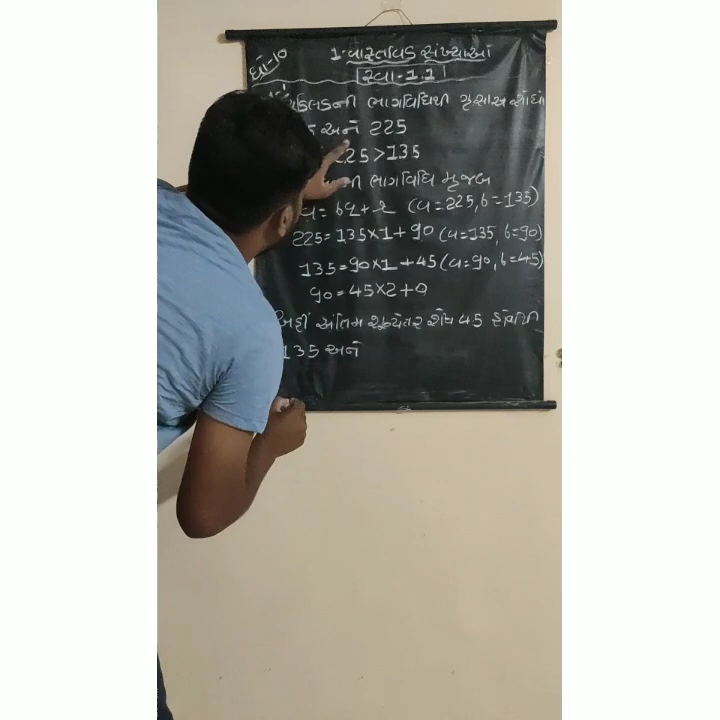 ધો-10
1-વાસ્તવિક સંખ્યાઓ
સ્વા-1.1
ની ભાગવિધિથી ગુસાઅ શોધો
અને 225
225>135
ની ભાગવિધિ મુજબ
a= bq+r (a=225,b=135)
225=135×1+90 (a=135, b=90)
135=90×1+45 (a=90, b=45)
90=45×2+0
અહીં અંતિમ શૂન્યેતર શેષ 45 હોવાથી
135 અને